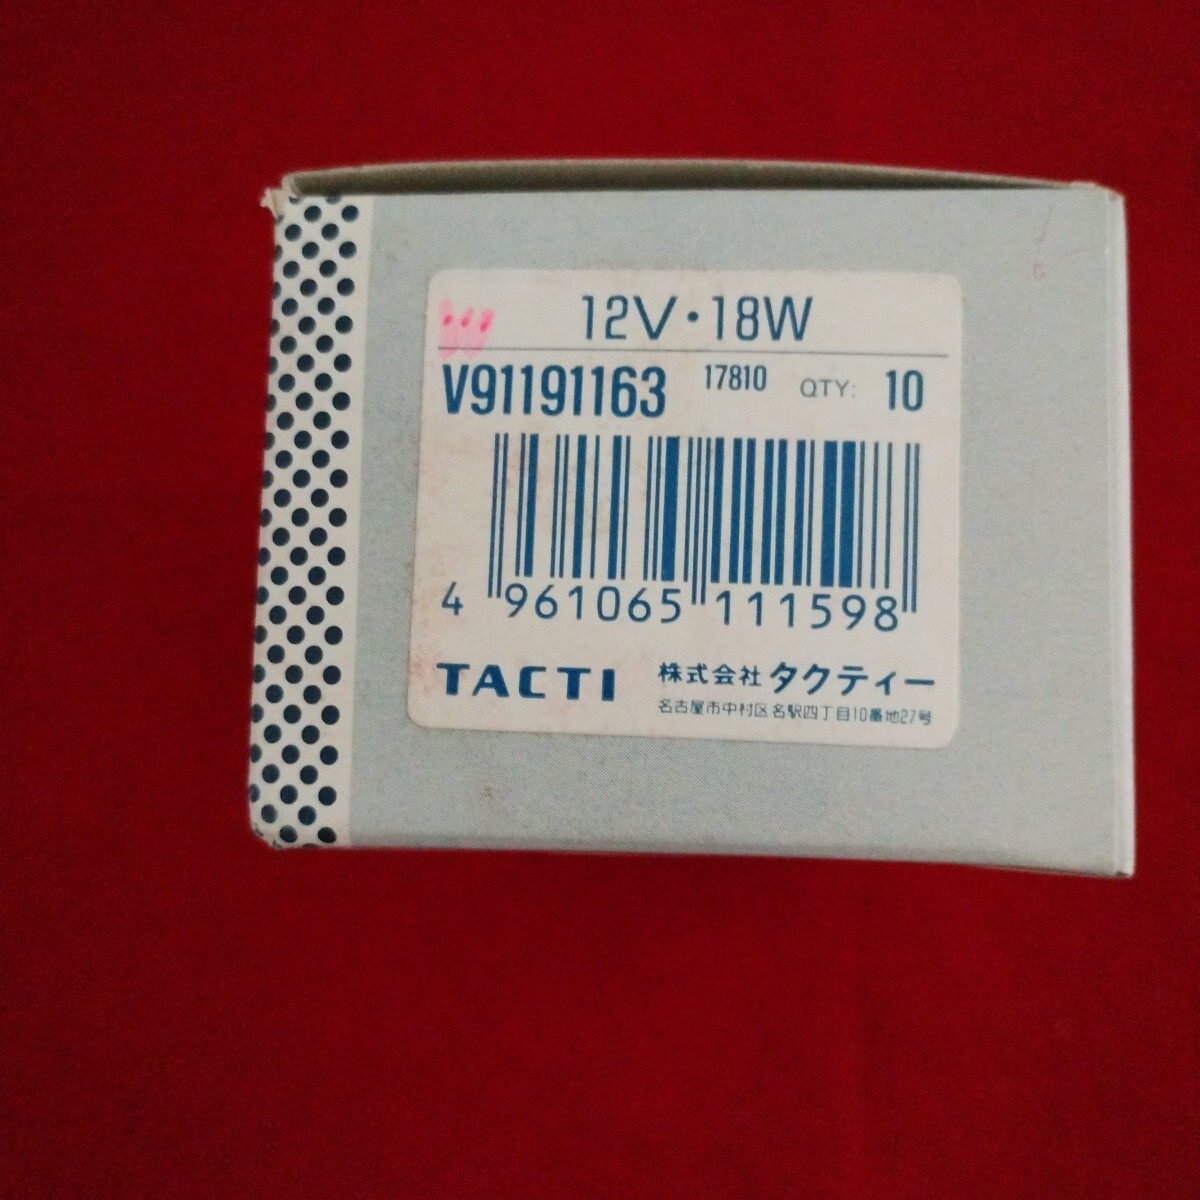 12V・18W
V91191163 17810 QTY: 10
4 961065 111598
TACTI 株式会社タクティー
名古屋市中村区名駅四丁目10番地27号